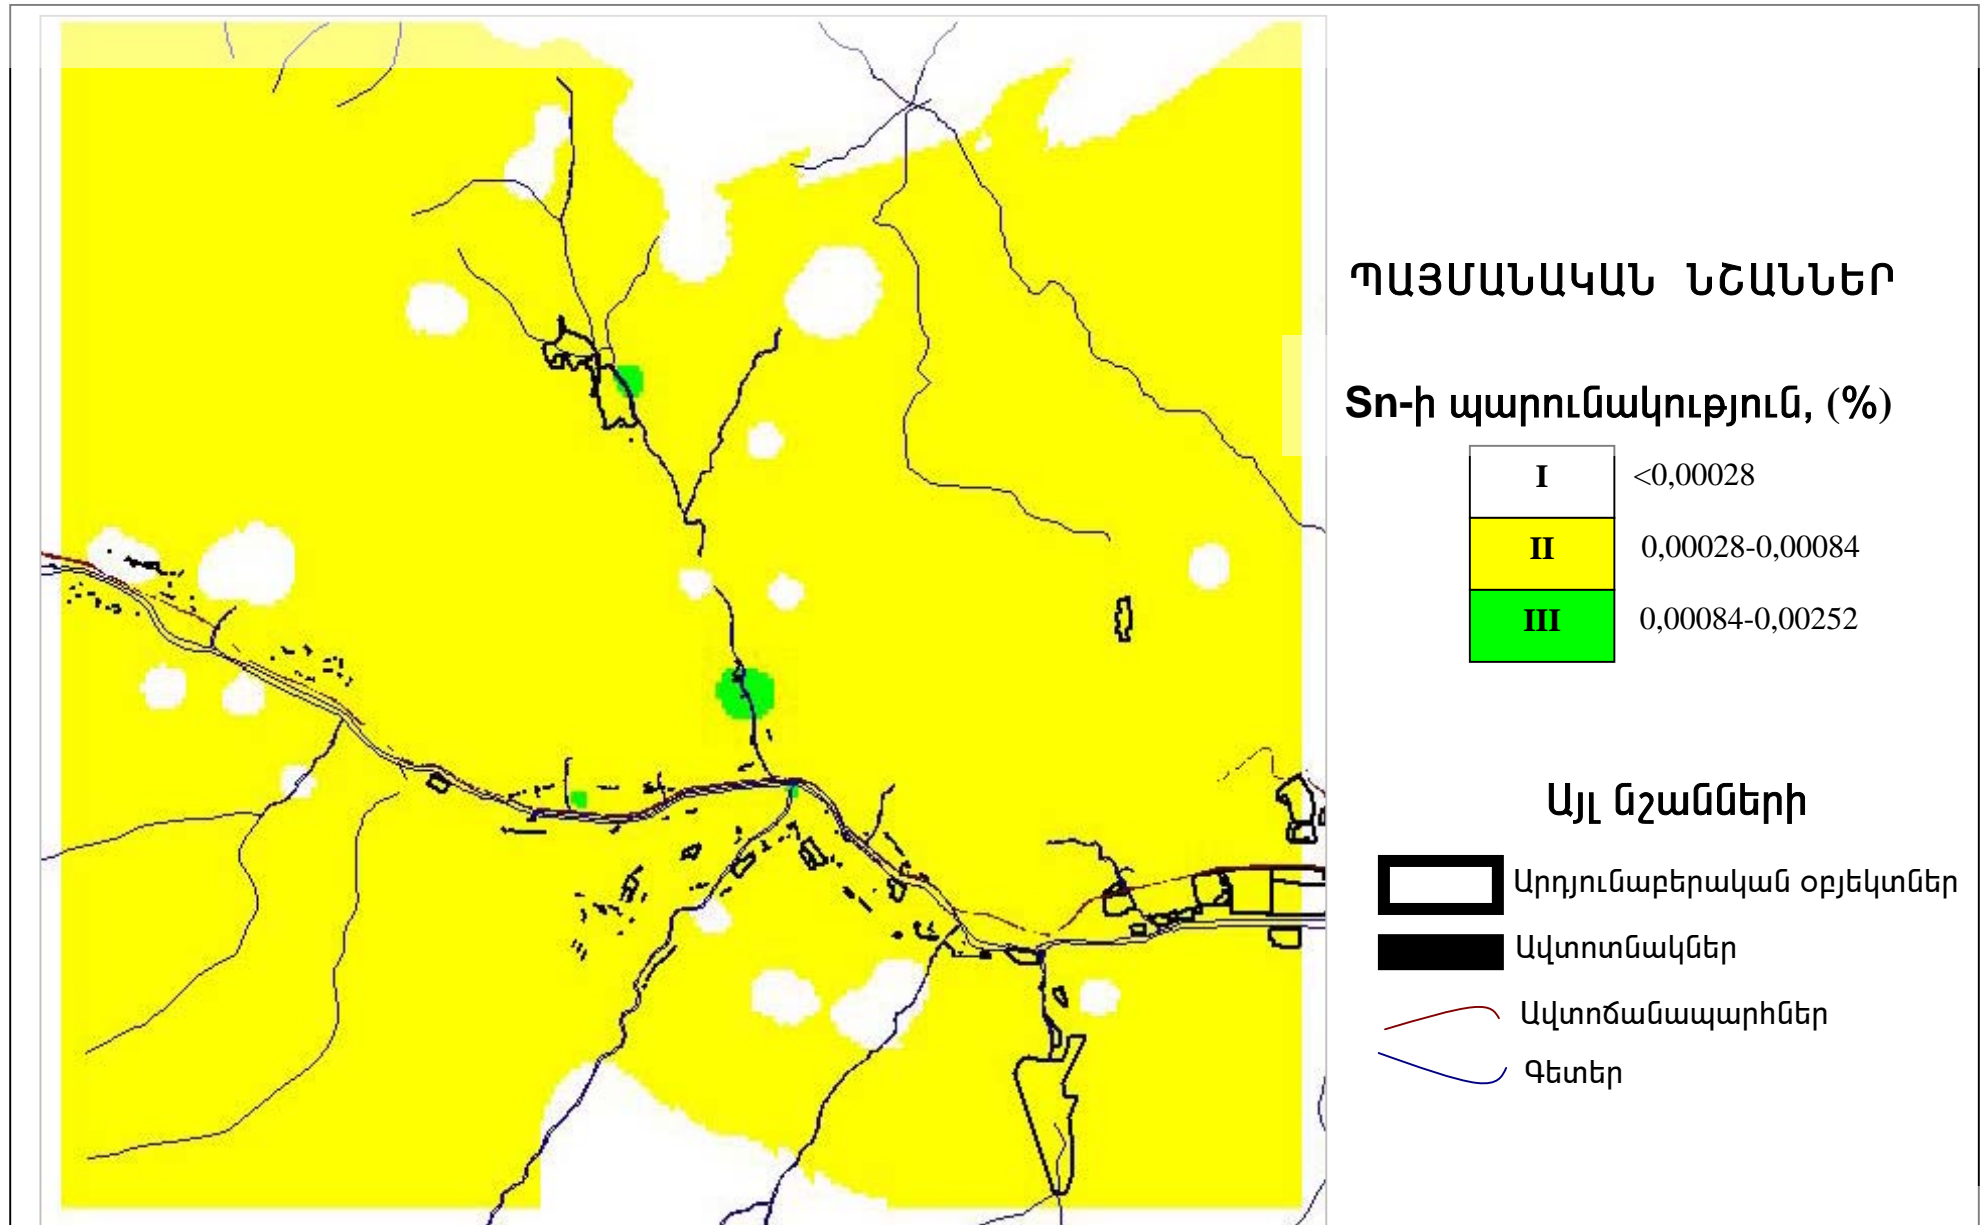 ՊԱՅՄԱՆԱԿԱՆ ՆՇԱՆՆԵՐ
Sn-ի պարունակություն, (%)
I <0,00028
II 0,00028-0,00084
III 0,00084-0,00252
Այլ նշանների
Արդյունաբերական օբյեկտներ
Ավտոտնակներ
Ավտոճանապարհներ
Գետեր